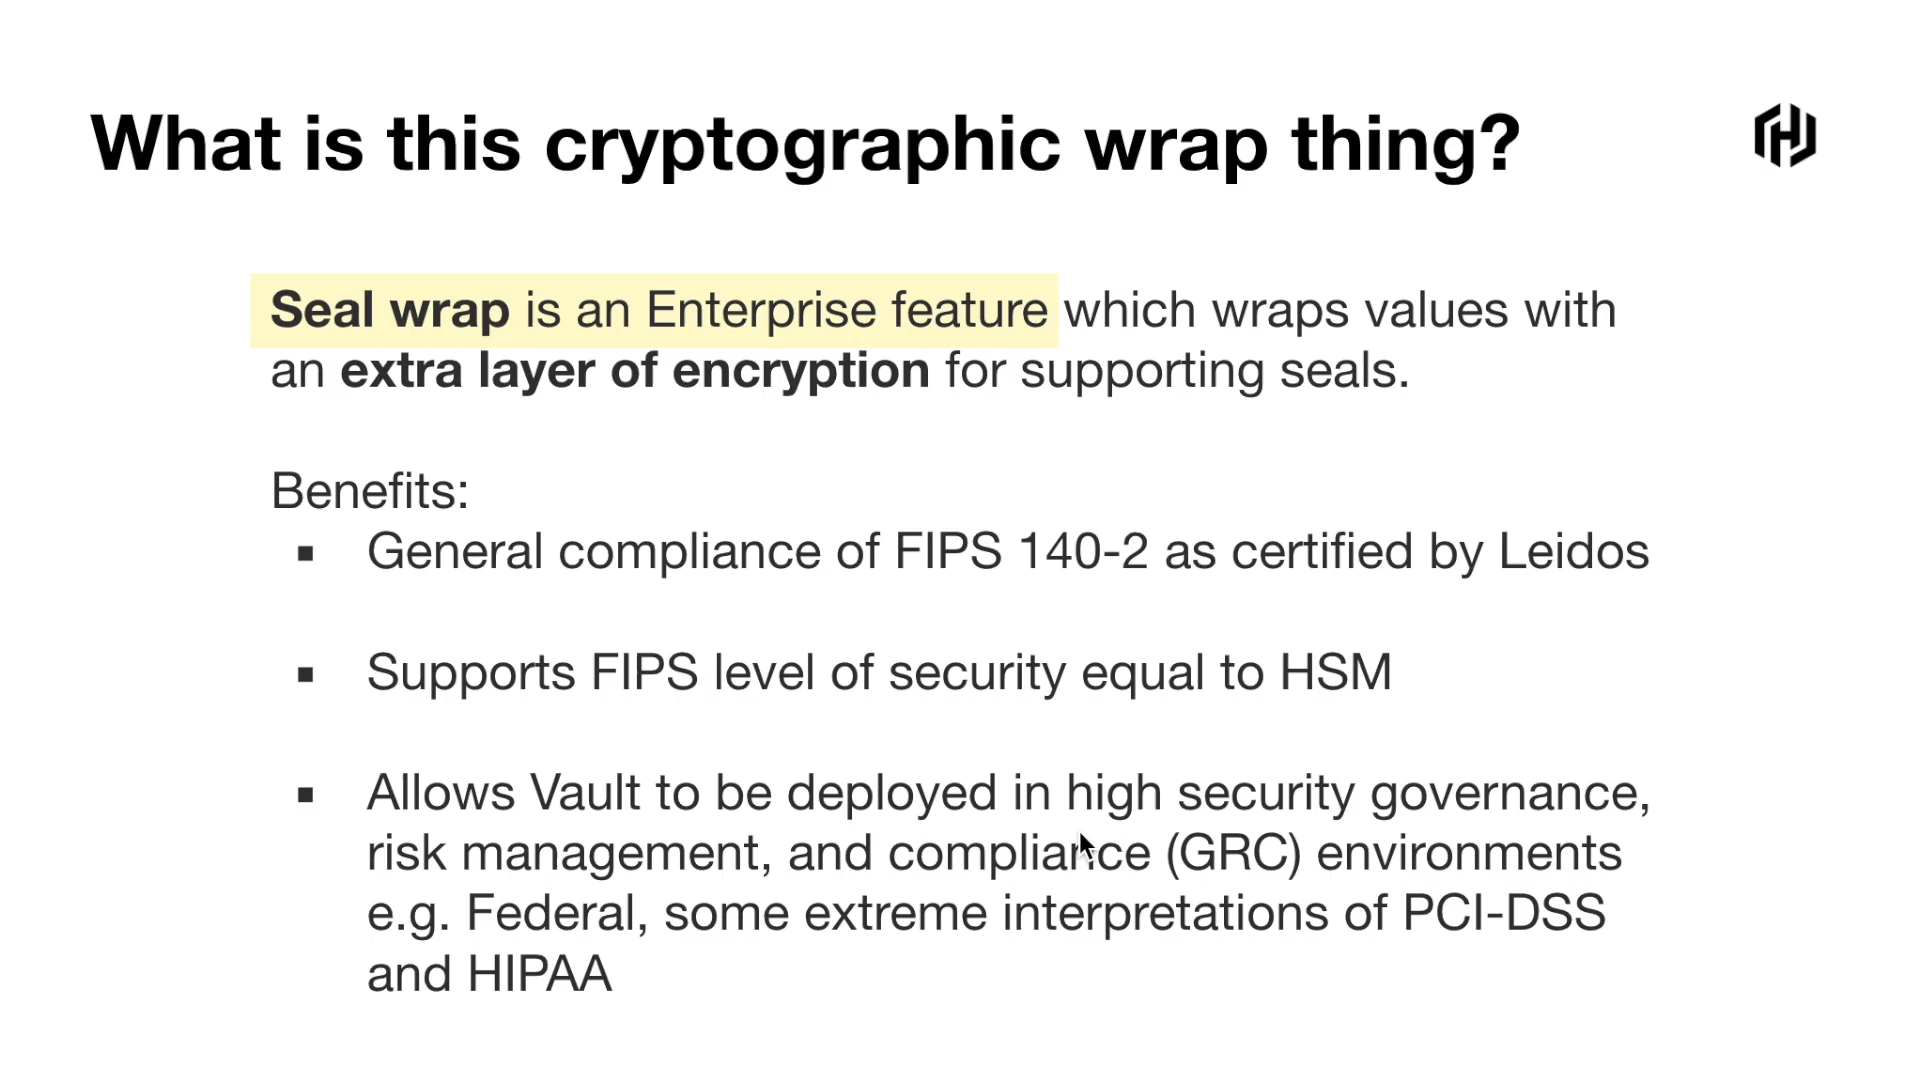 What is this cryptographic wrap thing?
Seal wrap is an Enterprise feature which wraps values with
an extra layer of encryption for supporting seals.
Benefits:
▪ General compliance of FIPS 140-2 as certified by Leidos
▪ Supports FIPS level of security equal to HSM
▪ Allows Vault to be deployed in high security governance,
risk management, and compliance (GRC) environments
e.g. Federal, some extreme interpretations of PCI-DSS
and HIPAA